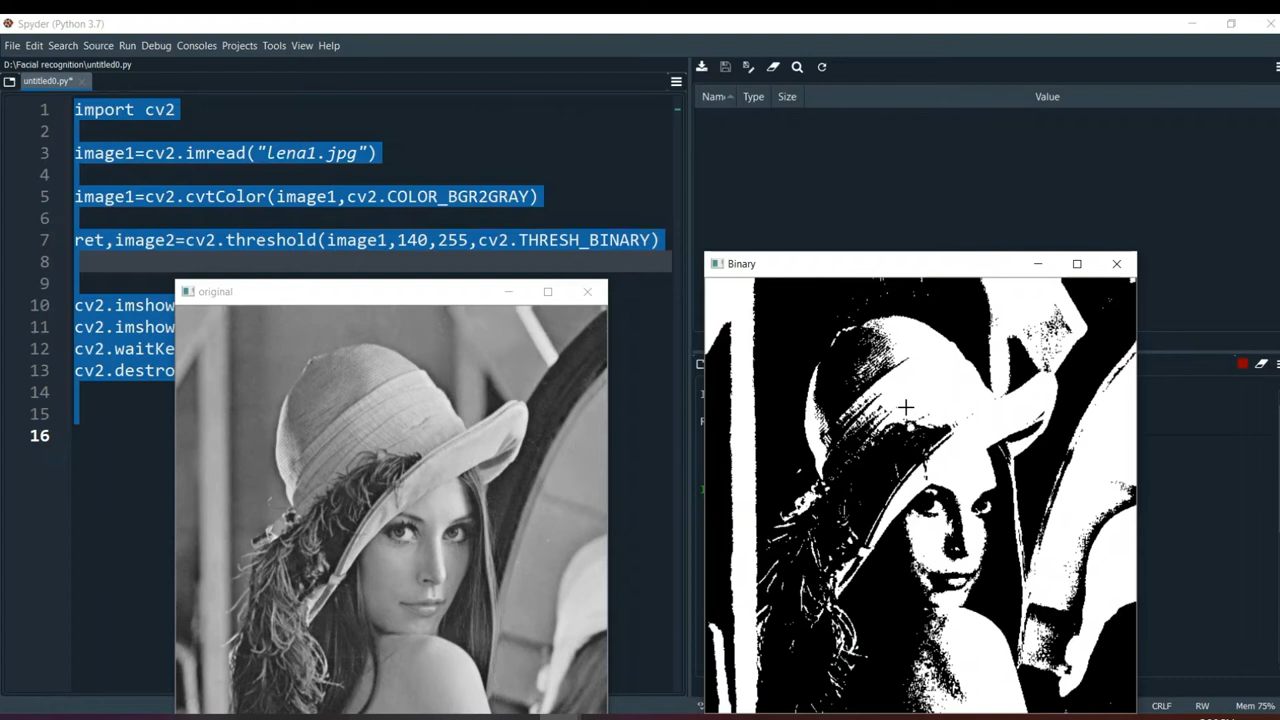 Spyder (Python 3.7)
File Edit Search Source Run Debug Consoles Projects Tools View Help
D:\Facial recognition\untitled0.py
untitled0.py*
1 import cv2
2
3 image1=cv2.imread("lena1.jpg")
4
5 image1=cv2.cvtColor(image1,cv2.COLOR_BGR2GRAY)
6
7 ret,image2=cv2.threshold(image1,140,255,cv2.THRESH_BINARY)
8
9
10 cv2.imshow
11 cv2.imshow
12 cv2.waitKe
13 cv2.destro
14
15
16
original
Nam Type Size Value
Binary
CRLF RW Mem 75%